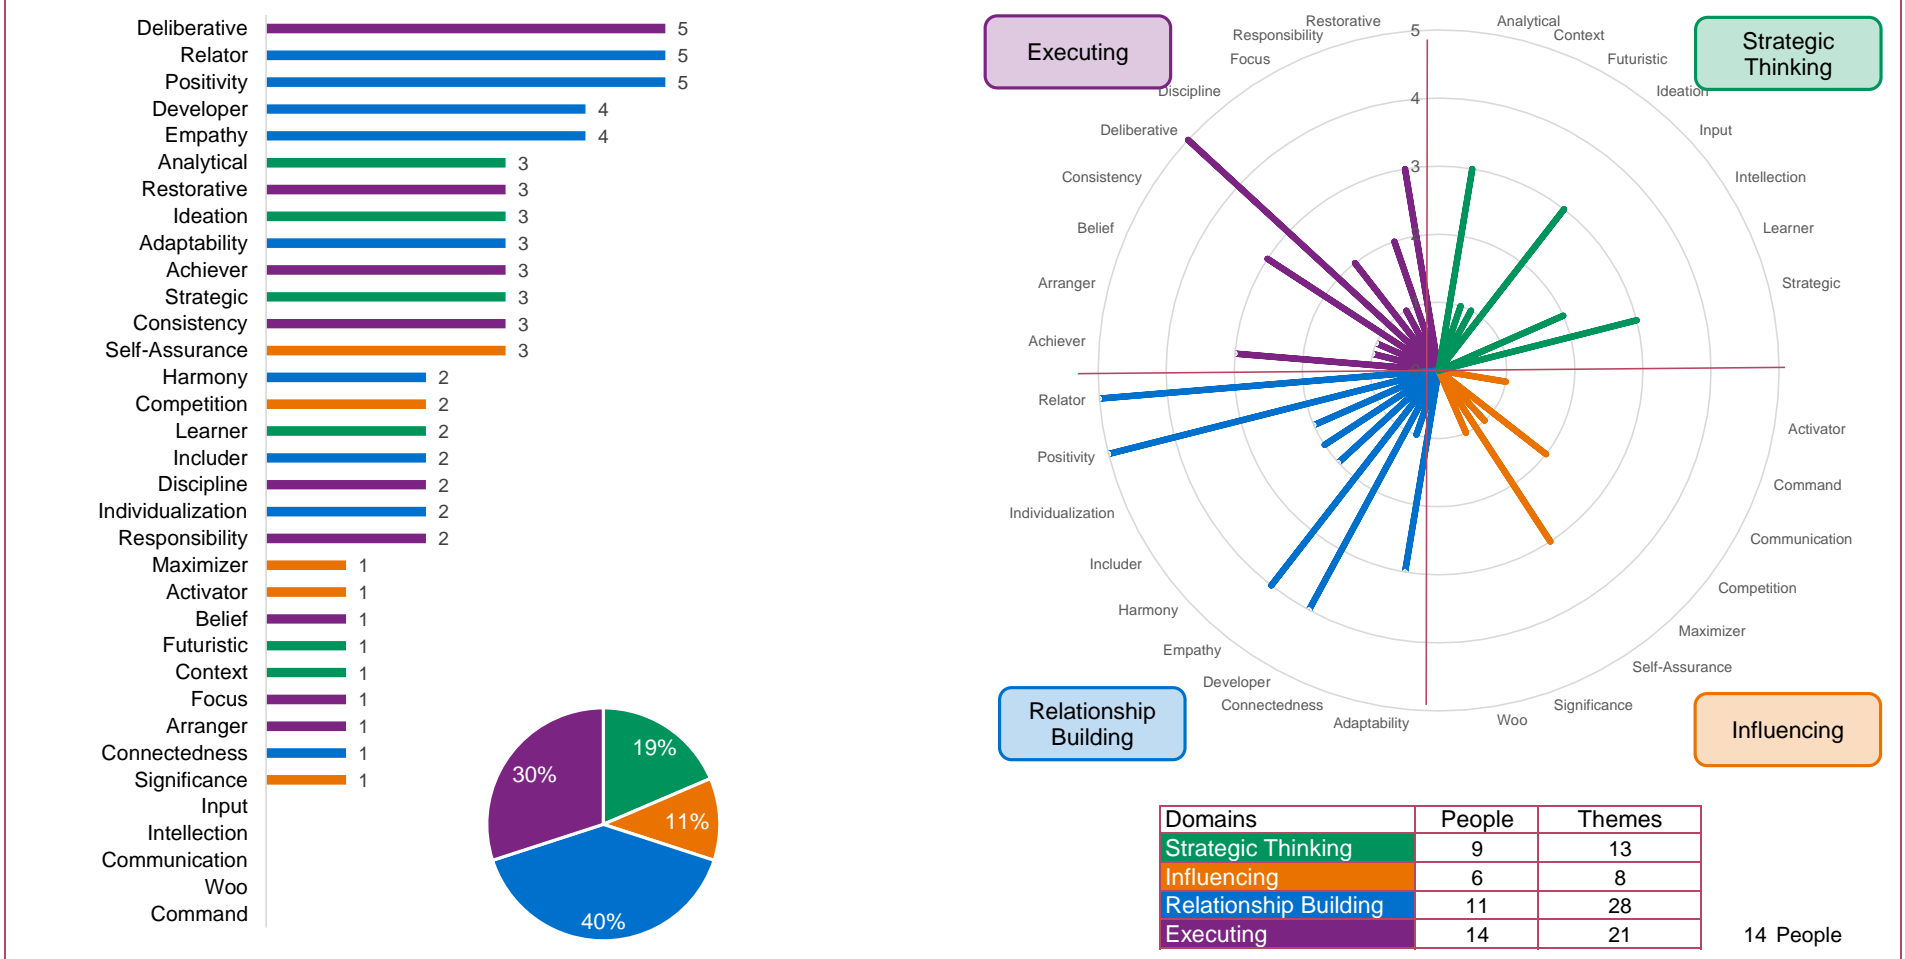 Deliberative 5
Relator 5
Positivity 5
Developer 4
Empathy 4
Analytical 3
Restorative 3
Ideation 3
Adaptability 3
Achiever 3
Strategic 3
Consistency 3
Self-Assurance 3
Harmony 2
Competition 2
Learner 2
Includer 2
Discipline 2
Individualization 2
Responsibility 2
Maximizer 1
Activator 1
Belief 1
Futuristic 1
Context 1
Focus 1
Arranger 1
Connectedness 1
Significance 1
Input
Intellection
Communication
Woo
Command
19%
11%
40%
30%
Executing
Strategic
Thinking
Relationship
Building
Influencing
Analytical
Context
Futuristic
Ideation
Input
Intellection
Learner
Strategic
Activator
Command
Communication
Competition
Maximizer
Self-Assurance
Significance
Woo
Adaptability
Connectedness
Developer
Empathy
Harmony
Includer
Individualization
Positivity
Relator
Achiever
Arranger
Belief
Consistency
Deliberative
Discipline
Focus
Responsibility
Restorative
5
4
3
2
0
Domains People Themes
Strategic Thinking 9 13
Influencing 6 8
Relationship Building 11 28
Executing 14 21
14 People